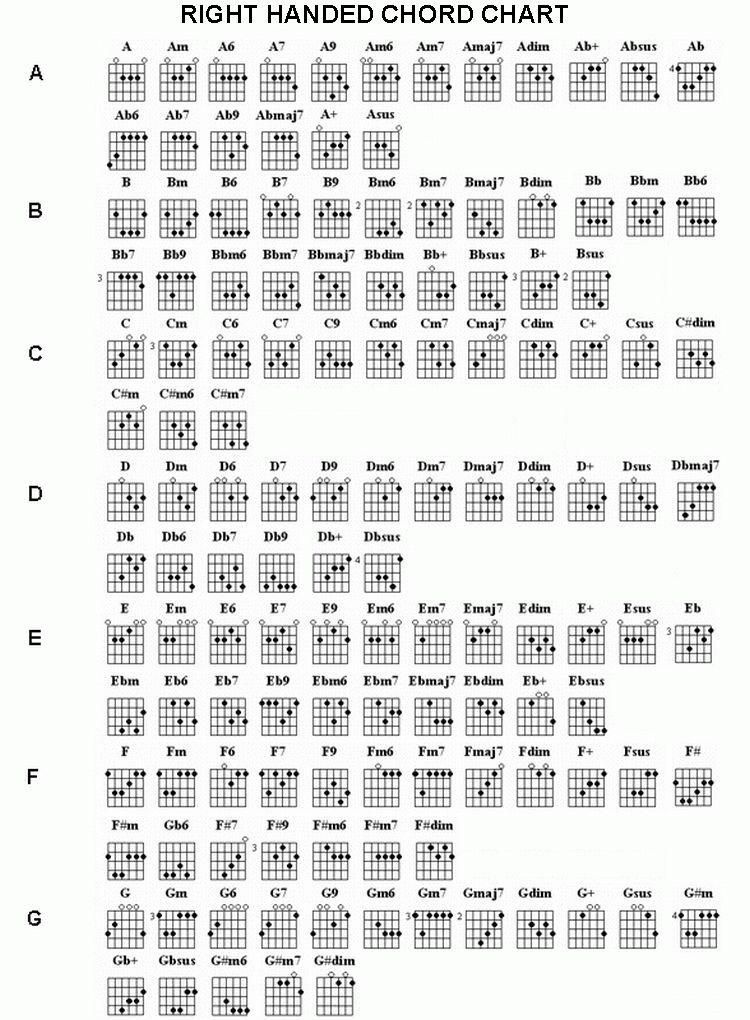 RIGHT HANDED CHORD CHART
A Am A6 A7 A9 Am6 Am7 Amaj7 Adim Ab+ Absus Ab
A
4
Ab6 Ab7 Ab9 Abmaj7 A+ Asus
B Bm B6 B7 B9 Bm6 Bm7 Bmaj7 Bdim Bb Bbm Bb6
B
2 2
Bb7 Bb9 Bbm6 Bbm7 Bbmaj7 Bbdim Bb+ Bbsus B+ Bsus
3 3 2
C Cm C6 C7 C9 Cm6 Cm7 Cmaj7 Cdim C+ Csus C#dim
C
3
C#m C#m6 C#m7
D Dm D6 D7 D9 Dm6 Dm7 Dmaj7 Ddim D+ Dsus Dbmaj7
D
Db Db6 Db7 Db9 Db+ Dbsus
4
E Em E6 E7 E9 Em6 Em7 Emaj7 Edim E+ Esus Eb
E
3
Ebm Eb6 Eb7 Eb9 Ebm6 Ebm7 Ebmaj7 Ebdim Eb+ Ebsus
F Fm F6 F7 F9 Fm6 Fm7 Fmaj7 Fdim F+ Fsus F#
F
F#m Gb6 F#7 F#9 F#m6 F#m7 F#dim
3
G Gm G6 G7 G9 Gm6 Gm7 Gmaj7 Gdim G+ Gsus G#m
G
3 3 2 4
Gb+ Gbsus G#m6 G#m7 G#dim